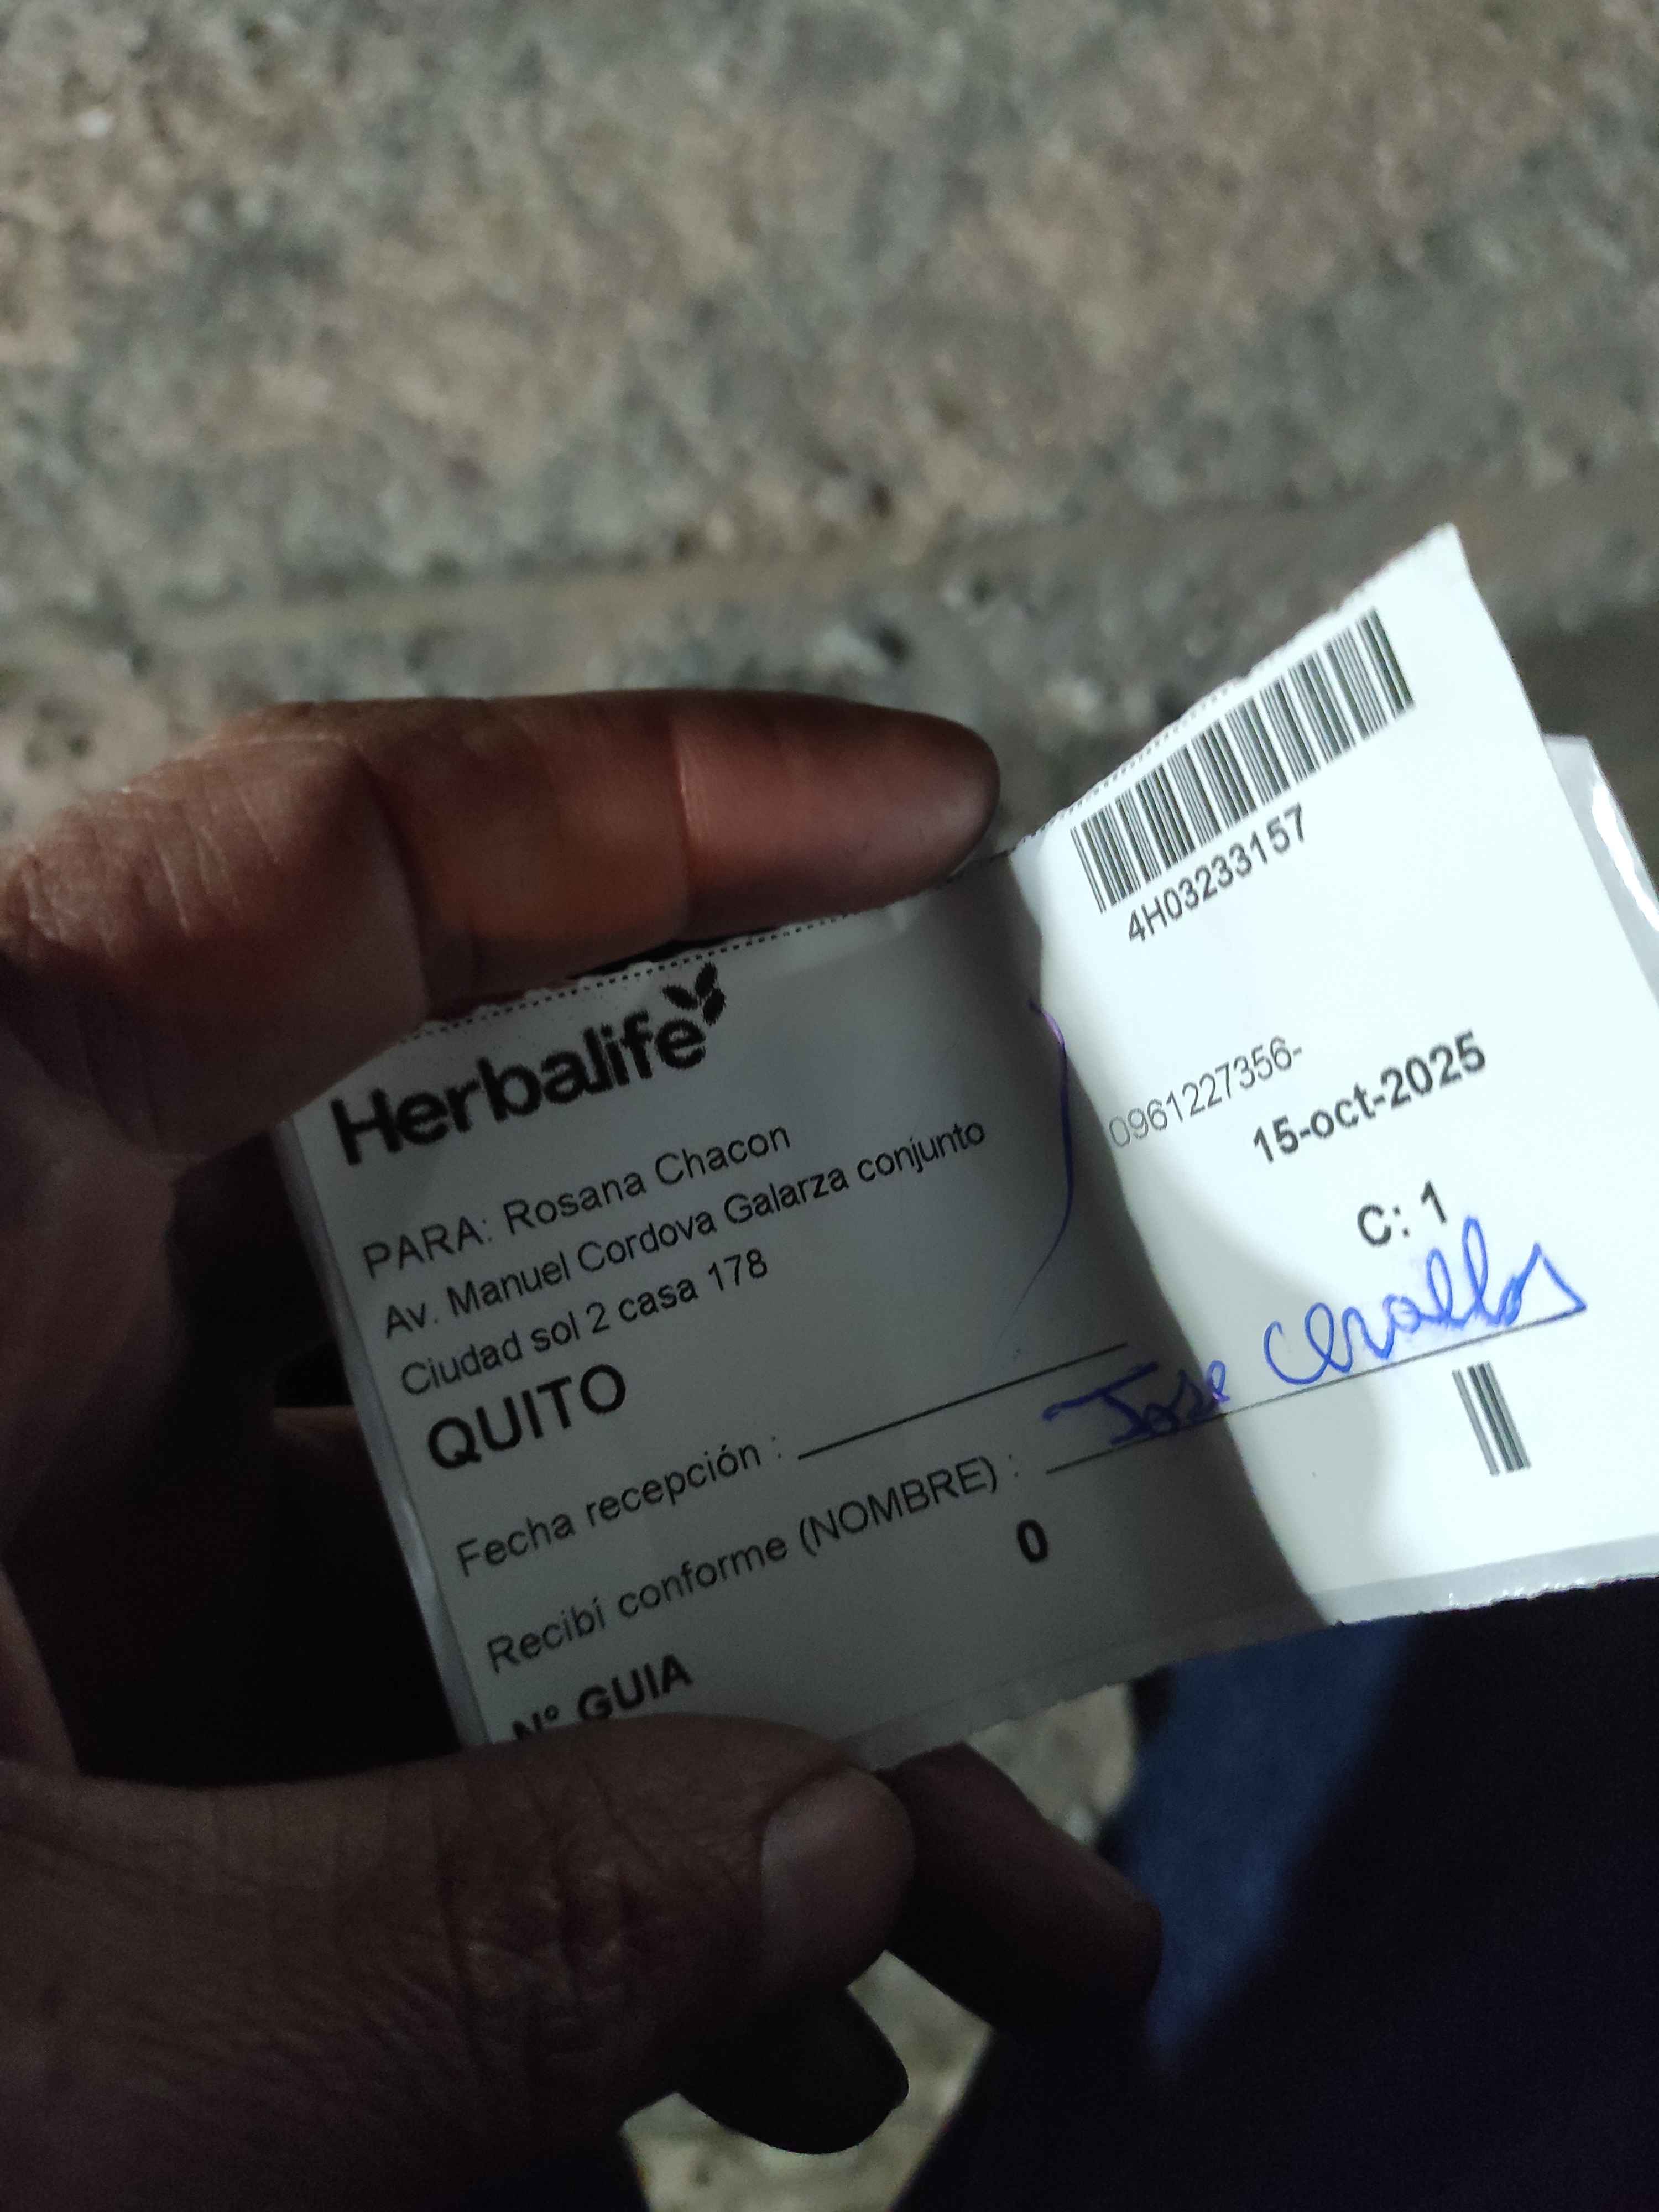 4H03233157
Herbalife
PARA: Rosana Chacon
0961227356-
Av. Manuel Cordova Galarza conjunto
15-oct-2025
Ciudad sol 2 casa 178
QUITO
C: 1
Fecha recepción :
Recibí conforme (NOMBRE) : Jose
0
Nº GUIA